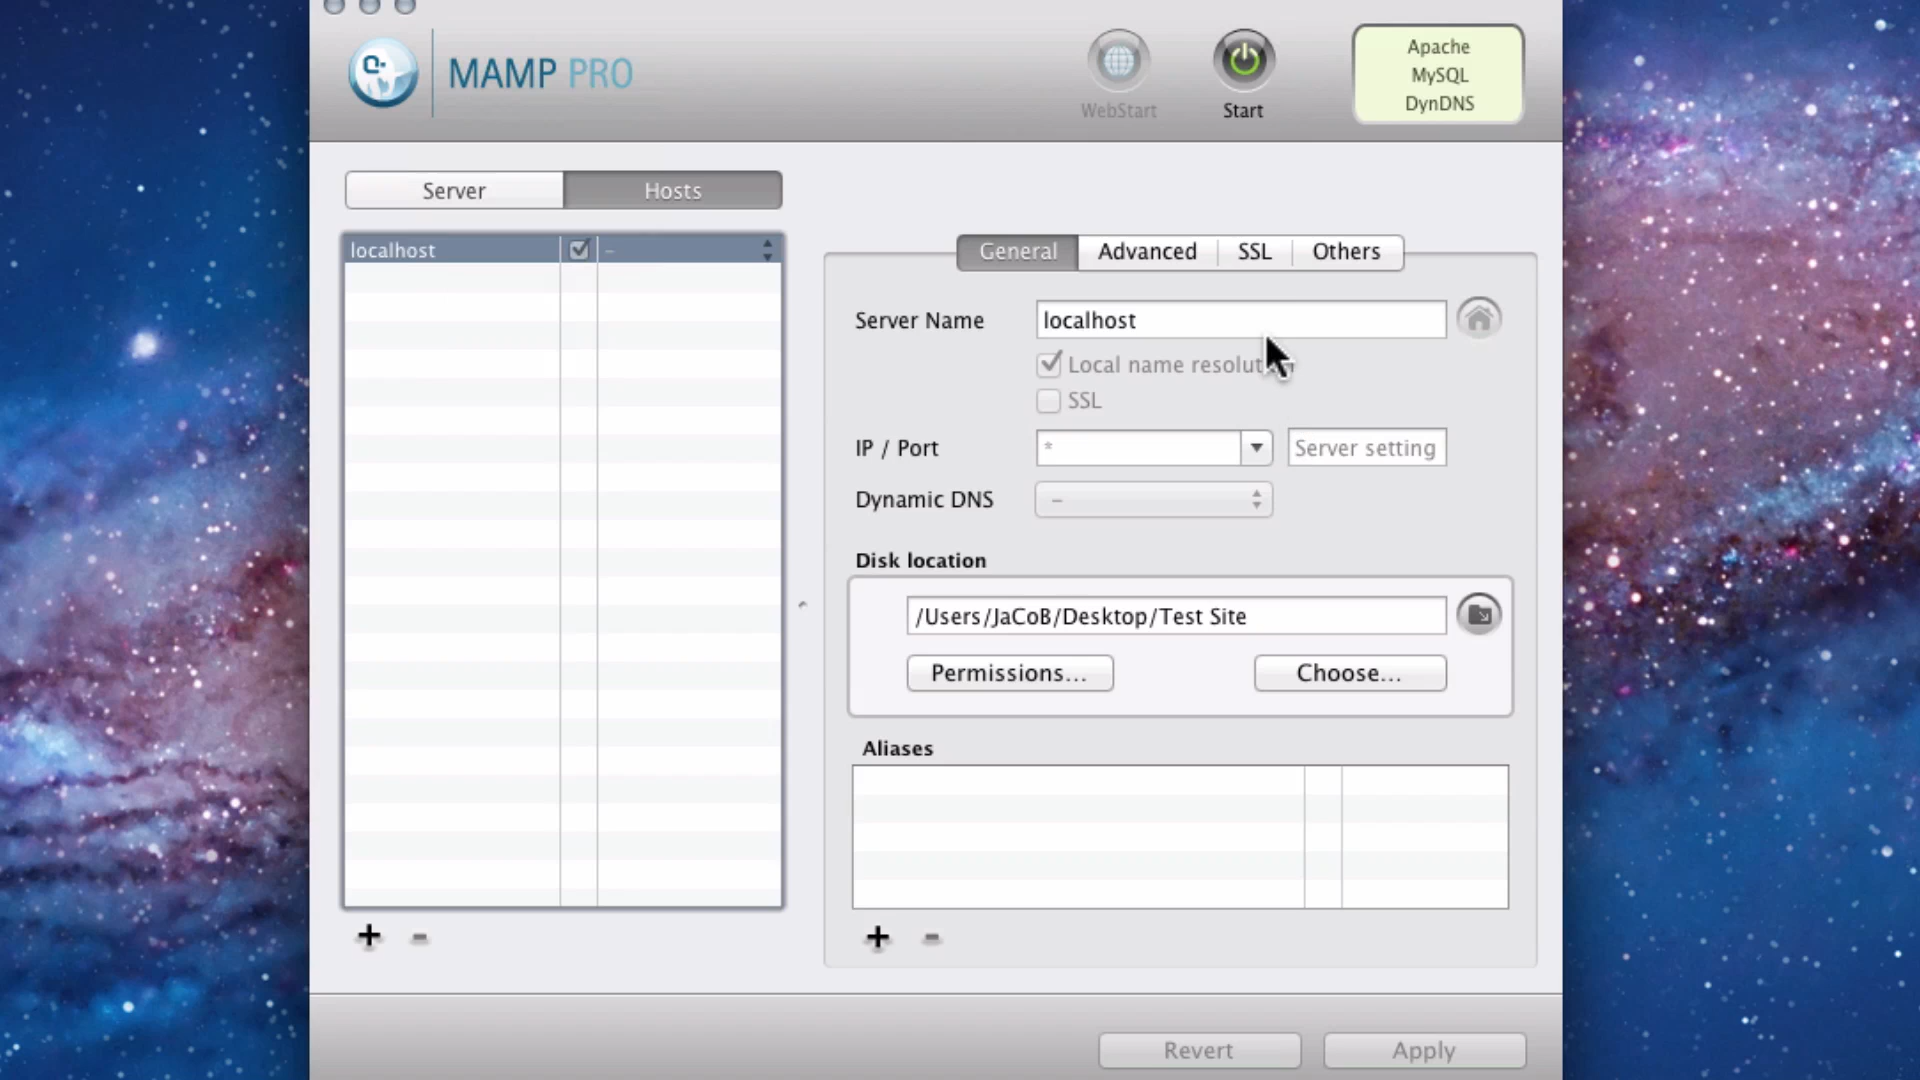 MAMP PRO
WebStart
Start
Apache
MySQL
DynDNS
Server
Hosts
localhost
–
General
Advanced
SSL
Others
Server Name
localhost
Local name
SSL
IP / Port
*
Server setting
Dynamic DNS
–
Disk location
/Users/JaCoB/Desktop/Test Site
Permissions...
Choose...
Aliases
+ -
+ -
Revert
Apply